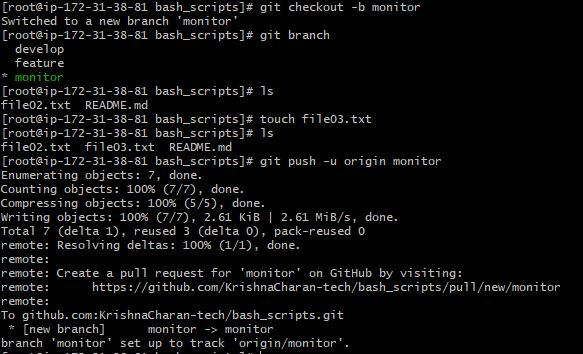 [root@ip-172-31-38-81 bash_scripts]# git checkout -b monitor
Switched to a new branch 'monitor'
[root@ip-172-31-38-81 bash_scripts]# git branch
  develop
  feature
* monitor
[root@ip-172-31-38-81 bash_scripts]# ls
file02.txt  README.md
[root@ip-172-31-38-81 bash_scripts]# touch file03.txt
[root@ip-172-31-38-81 bash_scripts]# ls
file02.txt  file03.txt  README.md
[root@ip-172-31-38-81 bash_scripts]# git push -u origin monitor
Enumerating objects: 7, done.
Counting objects: 100% (7/7), done.
Compressing objects: 100% (5/5), done.
Writing objects: 100% (7/7), 2.61 KiB | 2.61 MiB/s, done.
Total 7 (delta 1), reused 3 (delta 0), pack-reused 0
remote: Resolving deltas: 100% (1/1), done.
remote:
remote: Create a pull request for 'monitor' on GitHub by visiting:
remote:      https://github.com/KrishnaCharan-tech/bash_scripts/pull/new/monitor
remote:
To github.com:KrishnaCharan-tech/bash_scripts.git
 * [new branch]      monitor -> monitor
branch 'monitor' set up to track 'origin/monitor'.